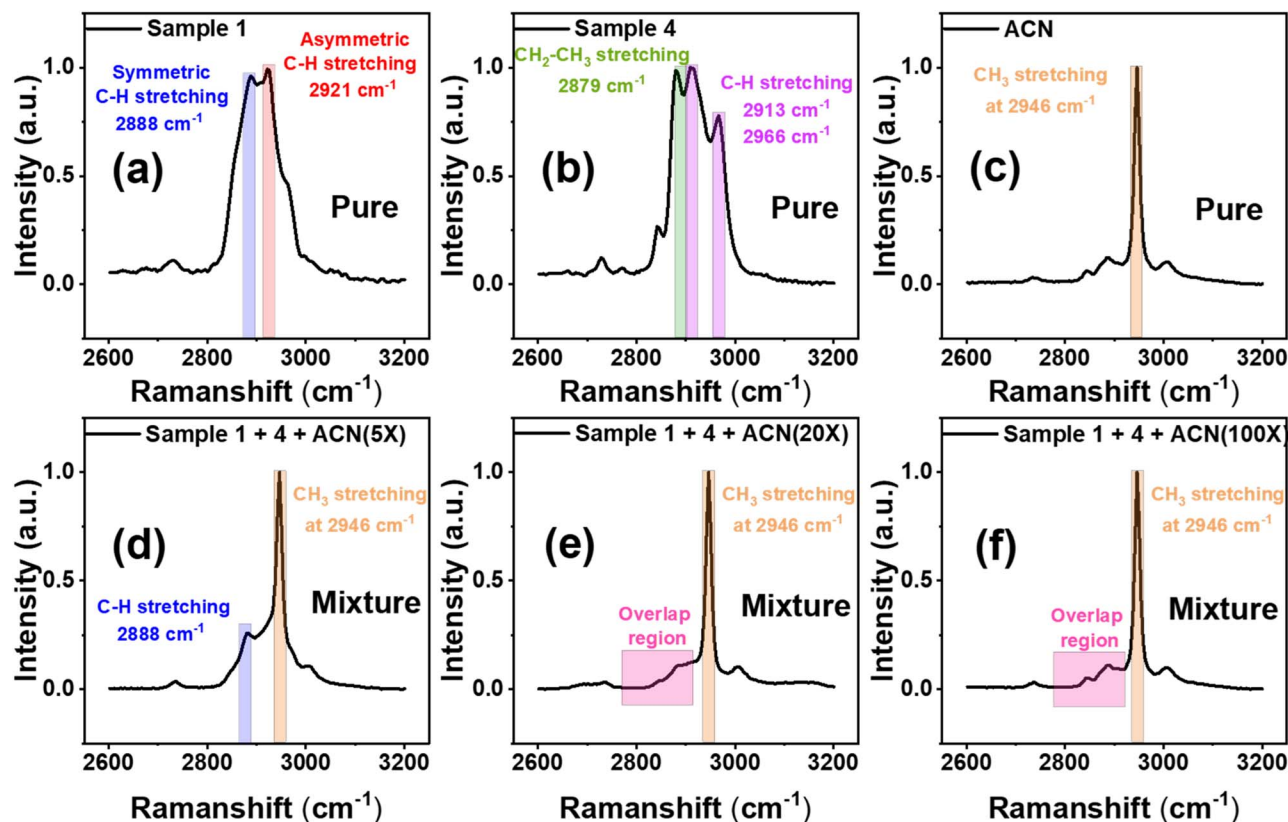 Sample 1
Asymmetric
C-H stretching
2921 cm⁻¹
Symmetric
C-H stretching
2888 cm⁻¹
(a)
Pure
Intensity (a.u.)
1.0
0.5
0.0
2600 2800 3000 3200
Ramanshift (cm⁻¹)
Sample 4
CH₂-CH₃ stretching
2879 cm⁻¹
C-H stretching
2913 cm⁻¹
2966 cm⁻¹
(b)
Pure
Intensity (a.u.)
1.0
0.5
0.0
2600 2800 3000 3200
Ramanshift (cm⁻¹)
ACN
CH₃ stretching
at 2946 cm⁻¹
(c)
Pure
Intensity (a.u.)
1.0
0.5
0.0
2600 2800 3000 3200
Ramanshift (cm⁻¹)
Sample 1 + 4 + ACN(5X)
CH₃ stretching
at 2946 cm⁻¹
(d)
Mixture
C-H stretching
2888 cm⁻¹
Intensity (a.u.)
1.0
0.5
0.0
2600 2800 3000 3200
Ramanshift (cm⁻¹)
Sample 1 + 4 + ACN(20X)
CH₃ stretching
at 2946 cm⁻¹
(e)
Mixture
Overlap
region
Intensity (a.u.)
1.0
0.5
0.0
2600 2800 3000 3200
Ramanshift (cm⁻¹)
Sample 1 + 4 + ACN(100X)
CH₃ stretching
at 2946 cm⁻¹
(f)
Mixture
Overlap
region
Intensity (a.u.)
1.0
0.5
0.0
2600 2800 3000 3200
Ramanshift (cm⁻¹)